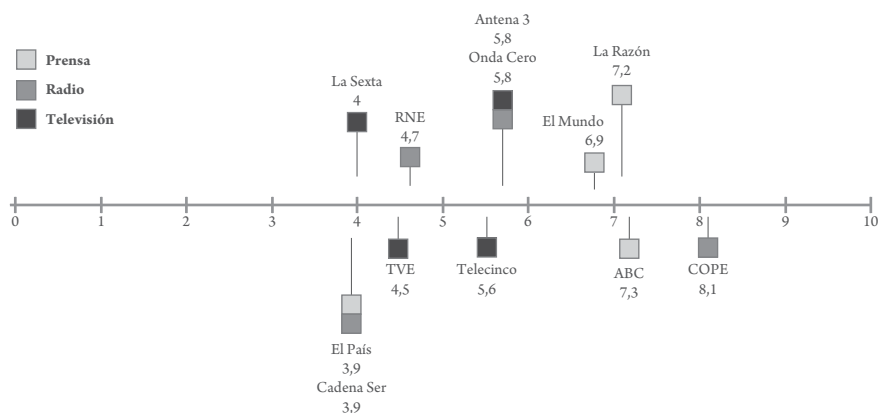 Prensa
Radio
Televisión
La Sexta
4
RNE
4,7
Antena 3
5,8
Onda Cero
5,8
El Mundo
6,9
La Razón
7,2
0 1 2 3 4 5 6 7 8 9 10
El País
3,9
Cadena Ser
3,9
TVE
4,5
Telecinco
5,6
ABC
7,3
COPE
8,1